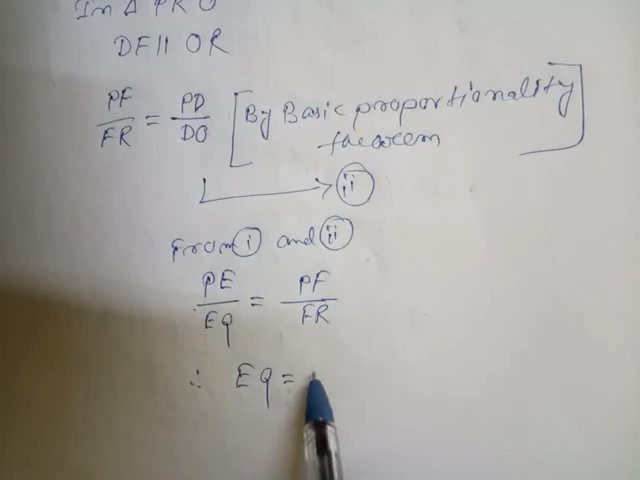 In Δ PRO
DF || OR
PF/FR = PD/DO [By Basic proportionality theorem]
→ (ii)
From (i) and (ii)
PE/EQ = PF/FR
∴ EQ =